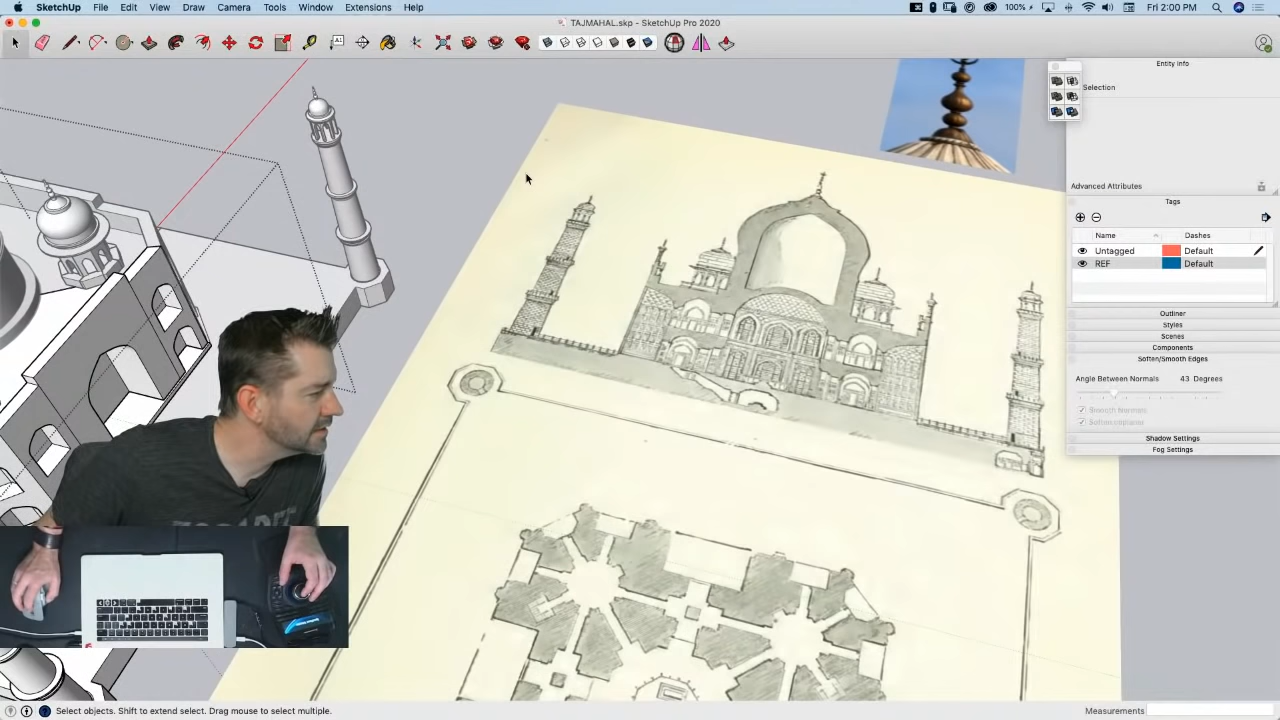 SketchUp File Edit View Draw Camera Tools Window Extensions Help 100% Fri 2:00 PM
TAJMAHAL.skp - SketchUp Pro 2020
Entity Info
Selection
Advanced Attributes
Tags
Name Dashes
Untagged Default
REF Default
Outliner
Styles
Scenes
Components
Soften/Smooth Edges
Angle Between Normals 43 Degrees
Smooth Normals
Soften coplanar
Shadow Settings
Fog Settings
Select objects. Shift to extend select. Drag mouse to select multiple. Measurements